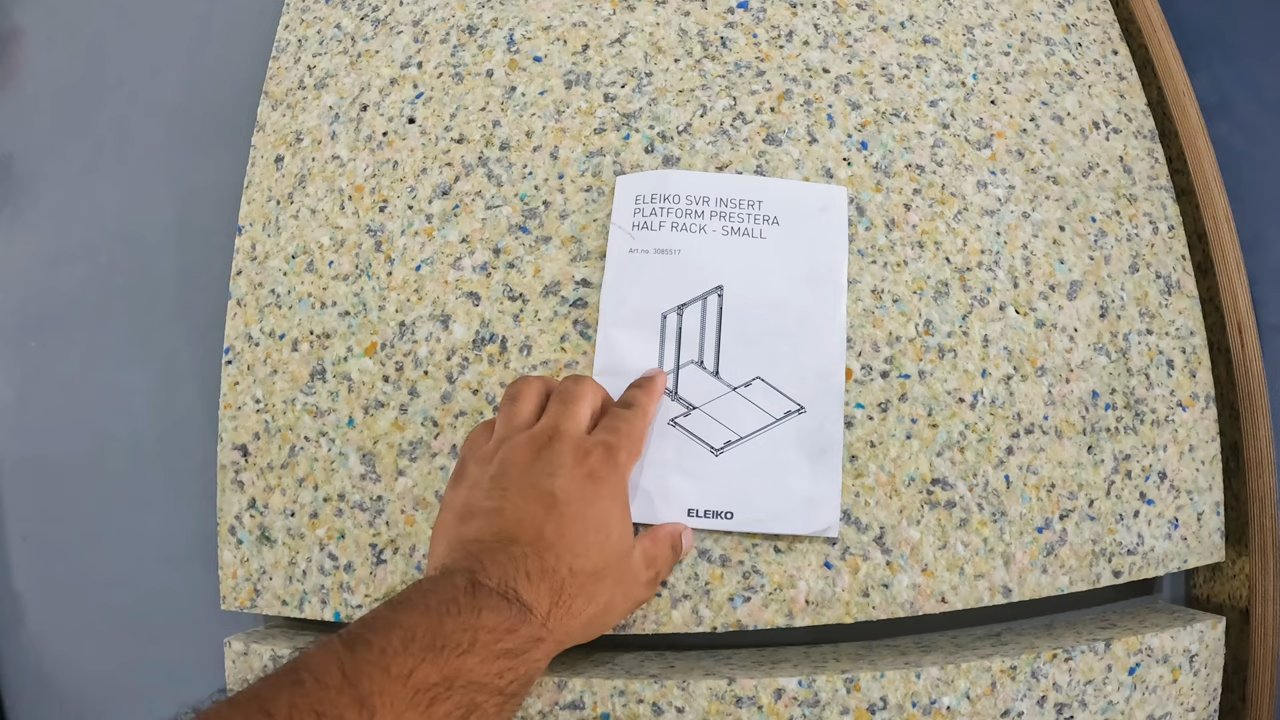 ELEIKO SVR INSERT
PLATFORM PRESTERA
HALF RACK - SMALL
Art.no 3085517
ELEIKO